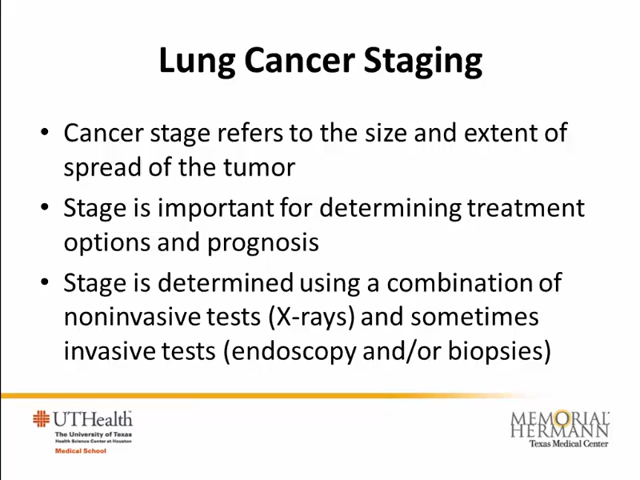 Lung Cancer Staging
• Cancer stage refers to the size and extent of
spread of the tumor
• Stage is important for determining treatment
options and prognosis
• Stage is determined using a combination of
noninvasive tests (X-rays) and sometimes
invasive tests (endoscopy and/or biopsies)
UTHealth
The University of Texas
Health Science Center at Houston
Medical School
MEMORIAL
HERMANN
Texas Medical Center